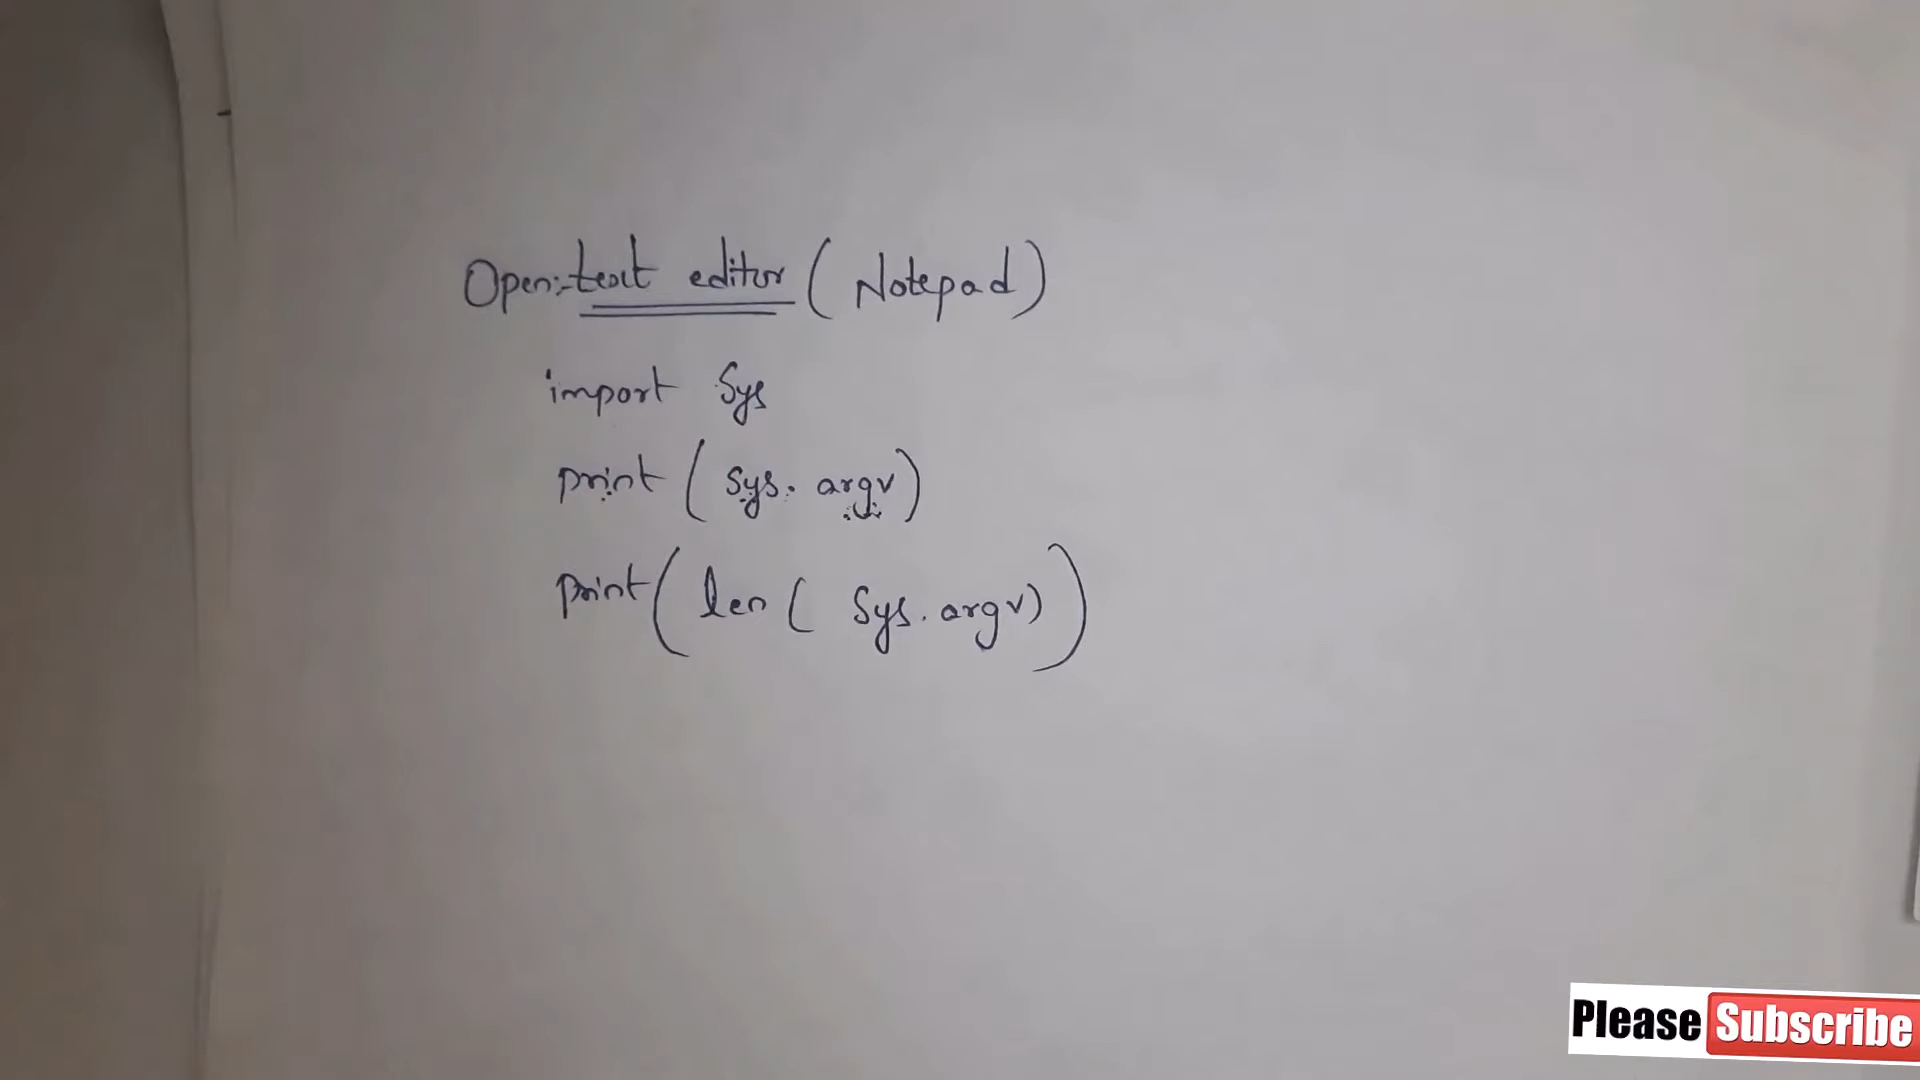 Open:- text editor ( Notepad )
import Sys
print ( Sys. argv )
print ( len ( Sys. argv ) )
Please Subscribe